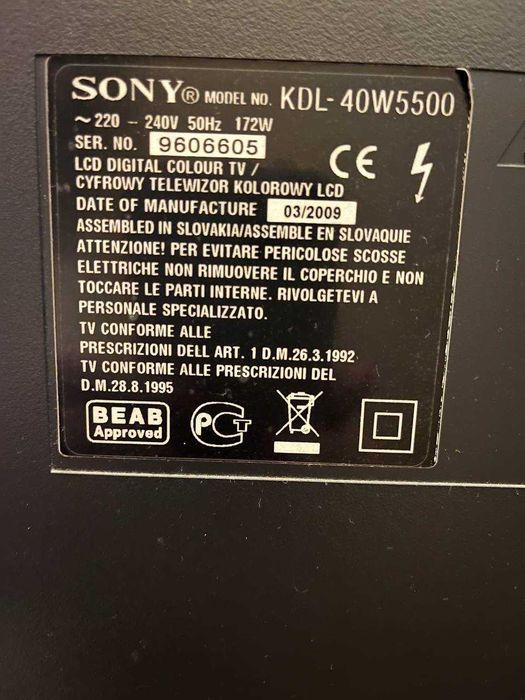 SONY® MODEL NO. KDL-40W5500
~220 - 240V 50Hz 172W
SER. NO. 9606605
LCD DIGITAL COLOUR TV /
CYFROWY TELEWIZOR KOLOROWY LCD
DATE OF MANUFACTURE 03/2009
ASSEMBLED IN SLOVAKIA/ASSEMBLE EN SLOVAQUIE
ATTENZIONE! PER EVITARE PERICOLOSE SCOSSE
ELETTRICHE NON RIMUOVERE IL COPERCHIO E NON
TOCCARE LE PARTI INTERNE. RIVOLGETEVI A
PERSONALE SPECIALIZZATO.
TV CONFORME ALLE
PRESCRIZIONI DELL ART. 1 D.M.26.3.1992
TV CONFORME ALLE PRESCRIZIONI DEL
D.M.28.8.1995
CE
BEAB
Approved
PCT